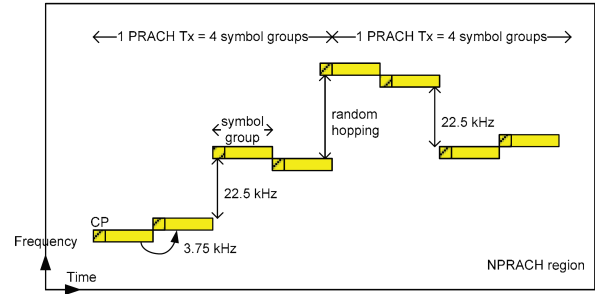 1 PRACH Tx = 4 symbol groups
1 PRACH Tx = 4 symbol groups
symbol
group
random
hopping
22.5 kHz
22.5 kHz
CP
3.75 kHz
Frequency
Time
NPRACH region